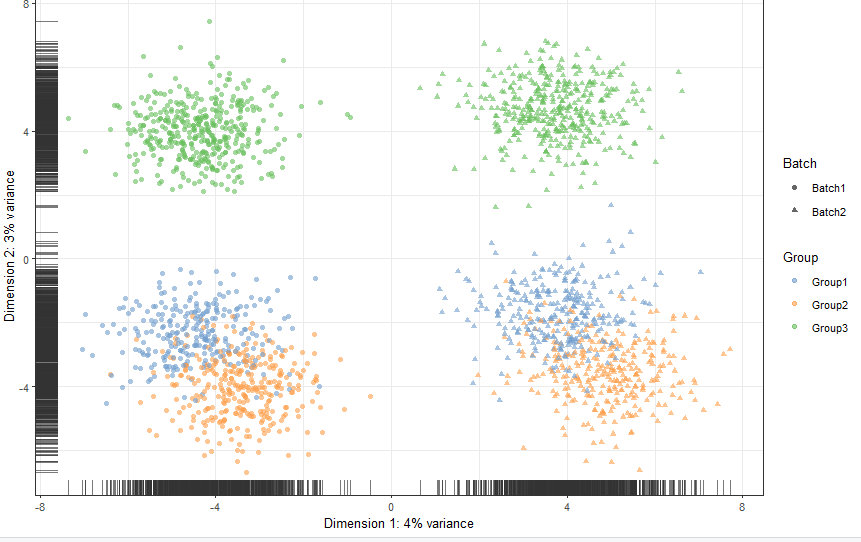 8
4
0
-4
Dimension 2: 3% variance
-8
-4
0
4
8
Dimension 1: 4% variance
Batch
Batch1
Batch2
Group
Group1
Group2
Group3